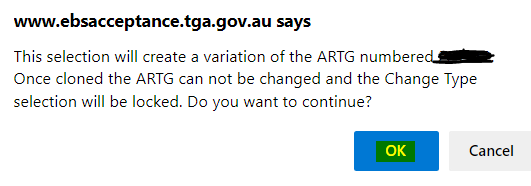 www.ebsacceptance.tga.gov.au says
This selection will create a variation of the ARTG numbered
Once cloned the ARTG can not be changed and the Change Type
selection will be locked. Do you want to continue?
OK
Cancel